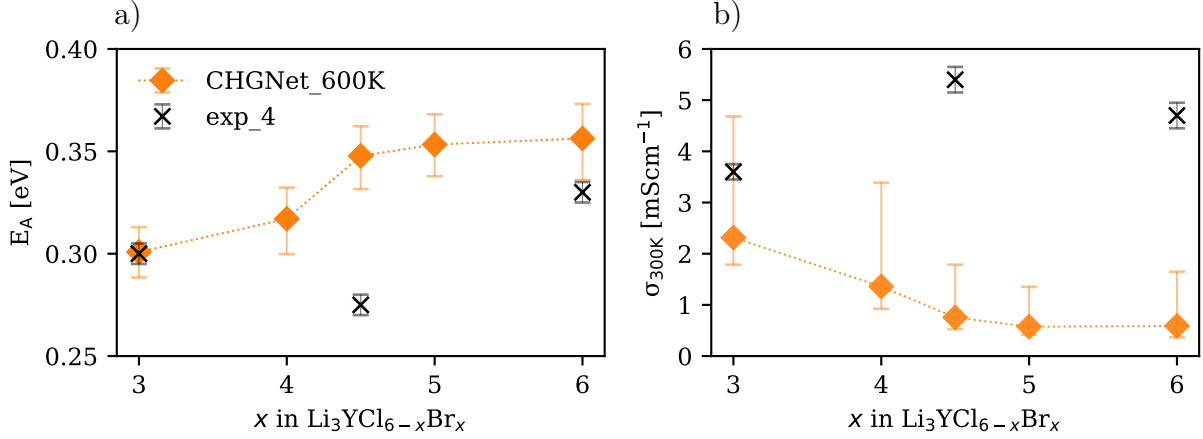 a)
0.40
0.35
0.30
0.25
E_A [eV]
CHGNet_600K
exp_4
3 4 5 6
x in Li₃YCl₆₋ₓBrₓ
b)
6
5
4
3
2
1
0
σ₃₀₀K [mScm⁻¹]
3 4 5 6
x in Li₃YCl₆₋ₓBrₓ